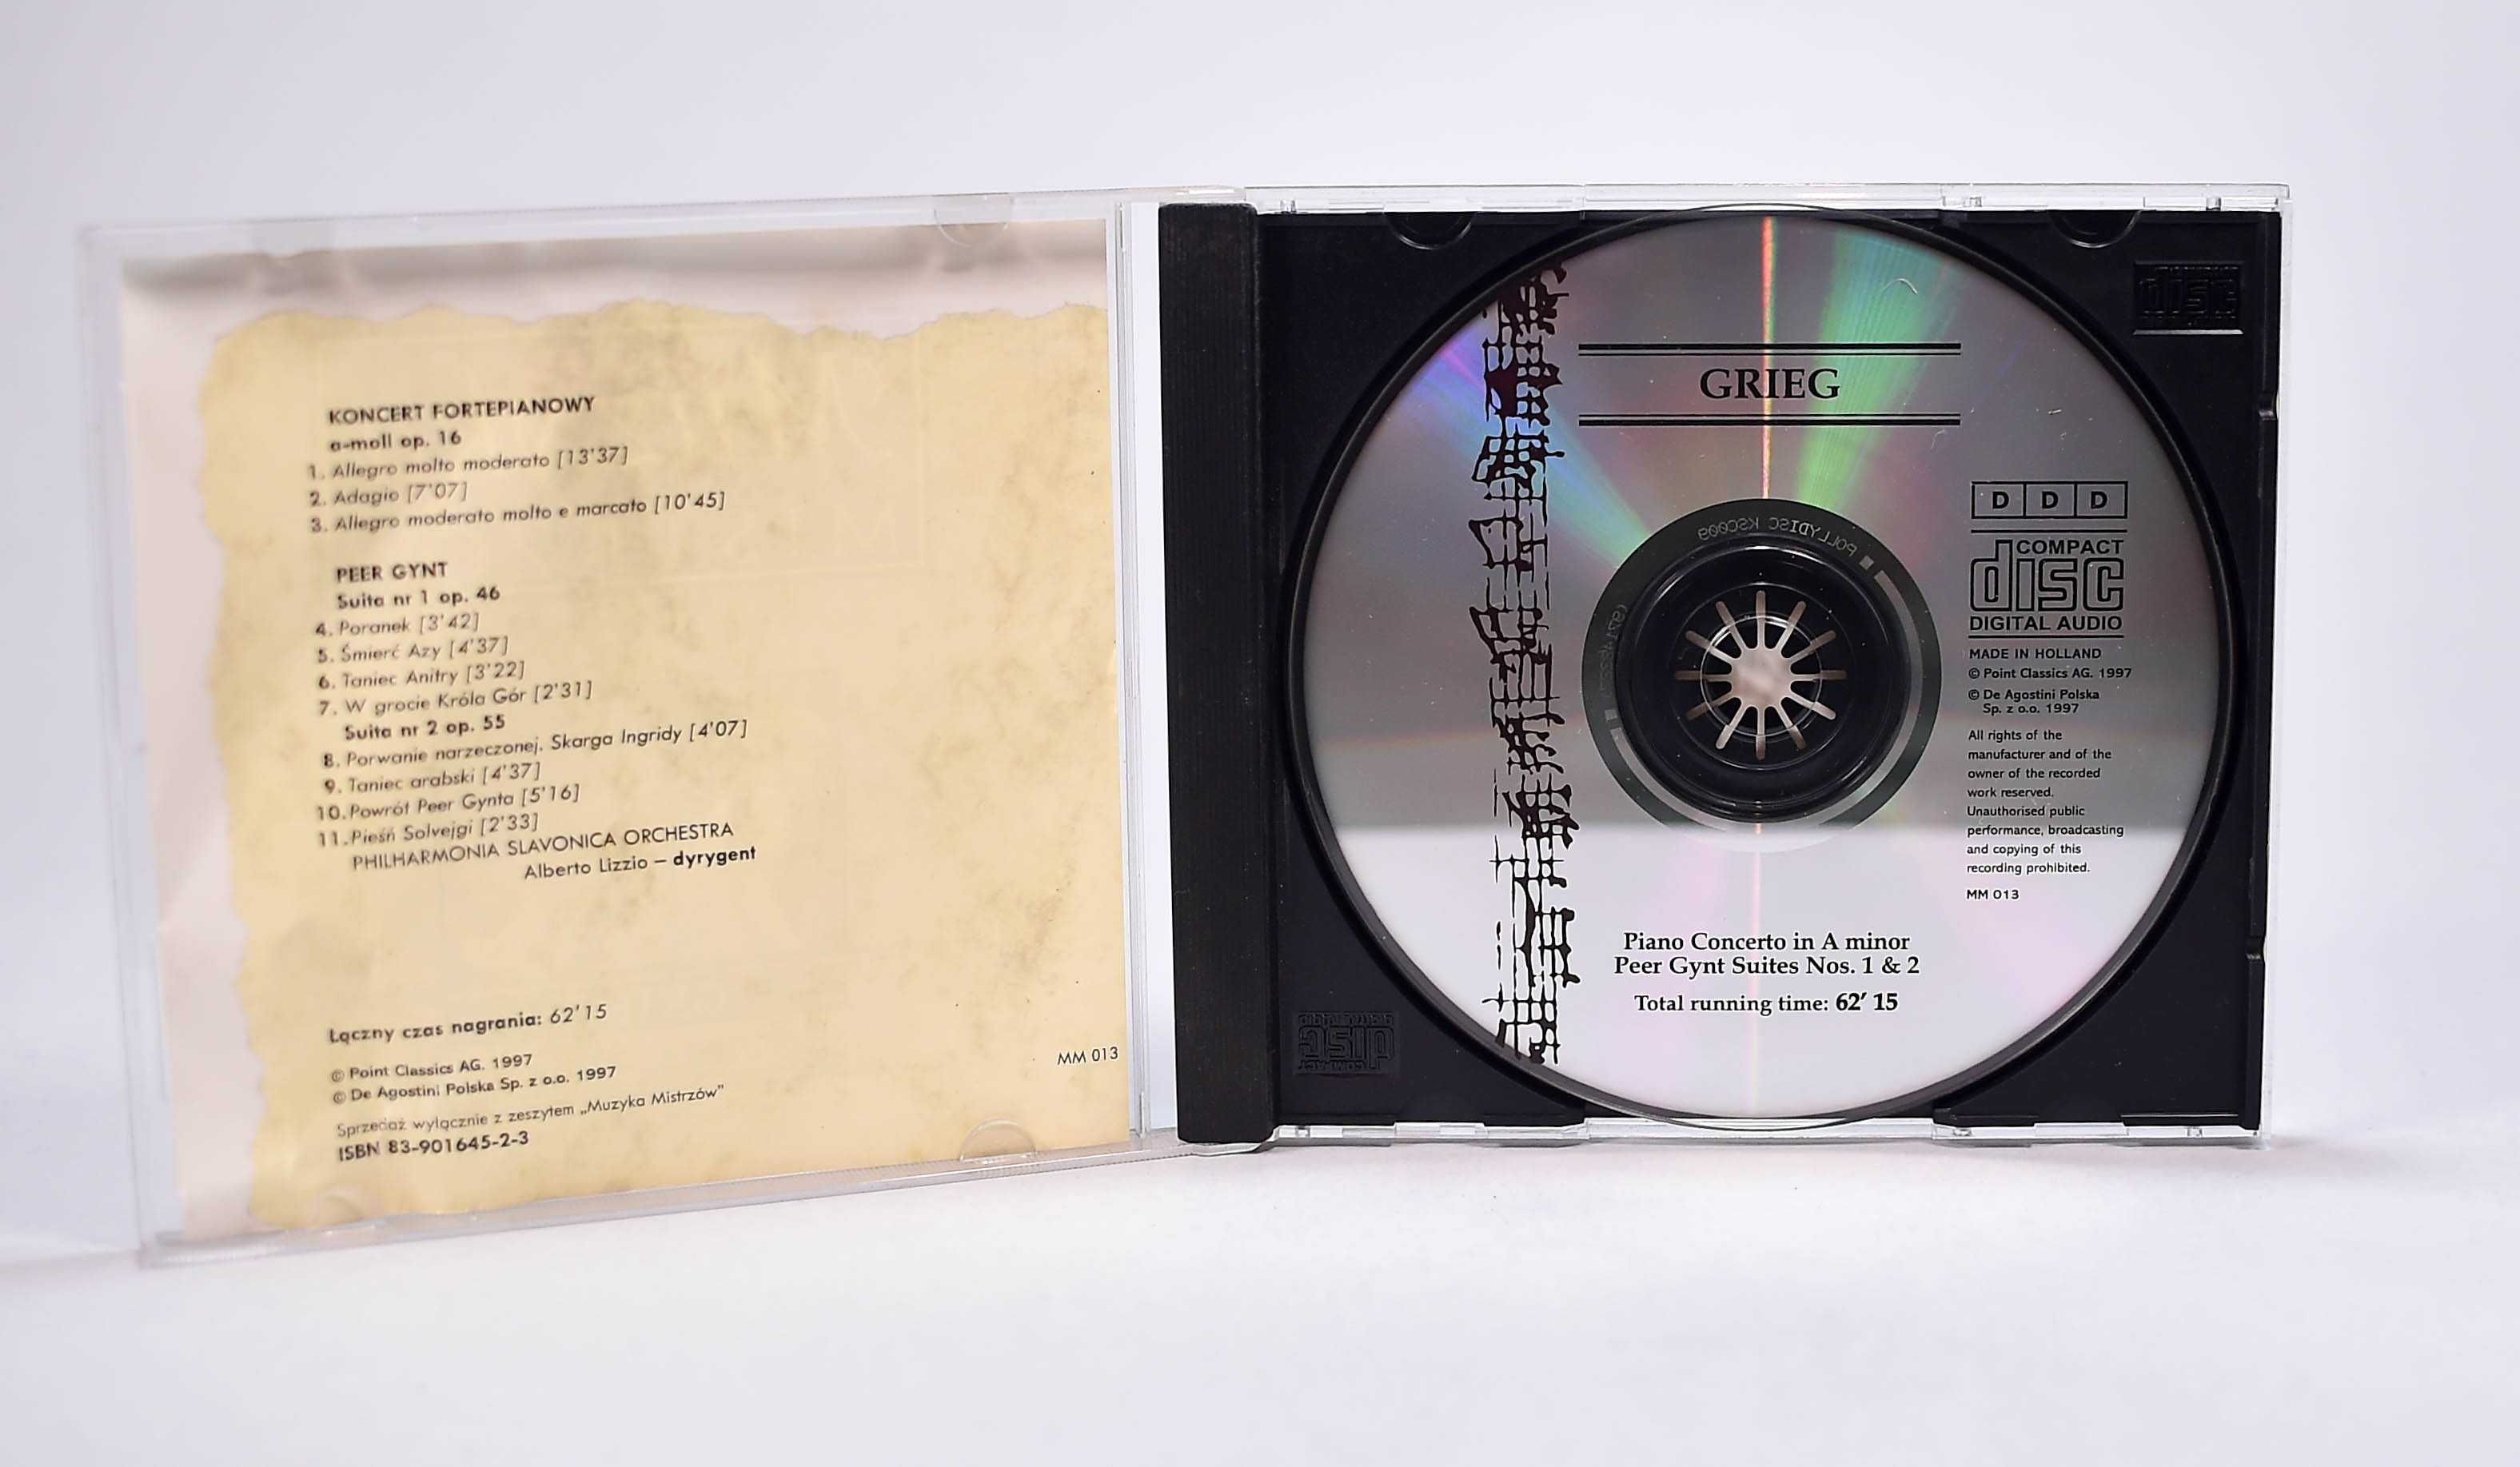 KONCERT FORTEPIANOWY
a-moll op. 16
1. Allegro molto moderato [13'37]
2. Adagio [7'07]
3. Allegro moderato molto e marcato [10'45]
PEER GYNT
Suita nr 1 op. 46
4. Poranek [3'42]
5. Śmierć Azy [4'37]
6. Taniec Anitry [3'22]
7. W grocie Króla Gór [2'31]
Suita nr 2 op. 55
8. Porwanie narzeczonej. Skarga Ingridy [4'07]
9. Taniec arabski [4'37]
10. Powrót Peer Gynta [5'16]
11. Pieśń Solvejgi [2'33]
PHILHARMONIA SLAVONICA ORCHESTRA
Alberto Lizzio – dyrygent
Łączny czas nagrania: 62'15
© Point Classics AG. 1997
© De Agostini Polska Sp. z o.o. 1997
Sprzedaż wyłącznie z zeszytem „Muzyka Mistrzów”
ISBN 83-901645-2-3
MM 013
GRIEG
POLLYDISC KSC009
DDD
COMPACT
disc
DIGITAL AUDIO
MADE IN HOLLAND
© Point Classics AG. 1997
© De Agostini Polska
Sp. z o.o. 1997
All rights of the
manufacturer and of the
owner of the recorded
work reserved.
Unauthorised public
performance, broadcasting
and copying of this
recording prohibited.
MM 013
Piano Concerto in A minor
Peer Gynt Suites Nos. 1 & 2
Total running time: 62' 15
disc
disc
COMPACT